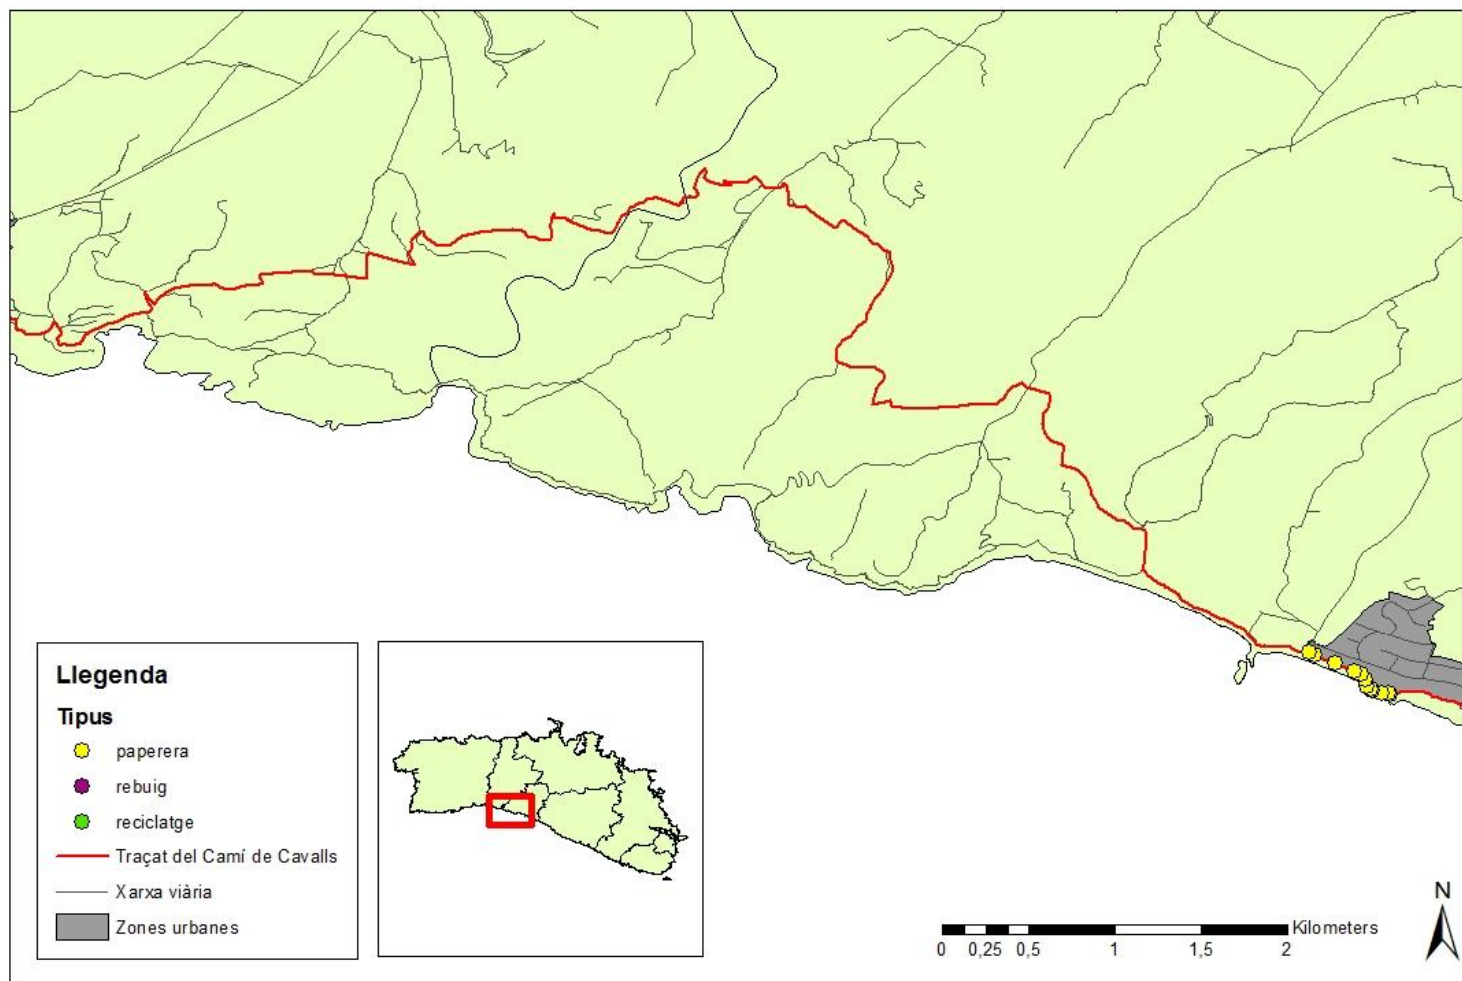 Llegenda
Tipus
paperera
rebuig
reciclatge
Traçat del Camí de Cavalls
Xarxa viària
Zones urbanes
N
Kilometers
0 0,25 0,5 1 1,5 2